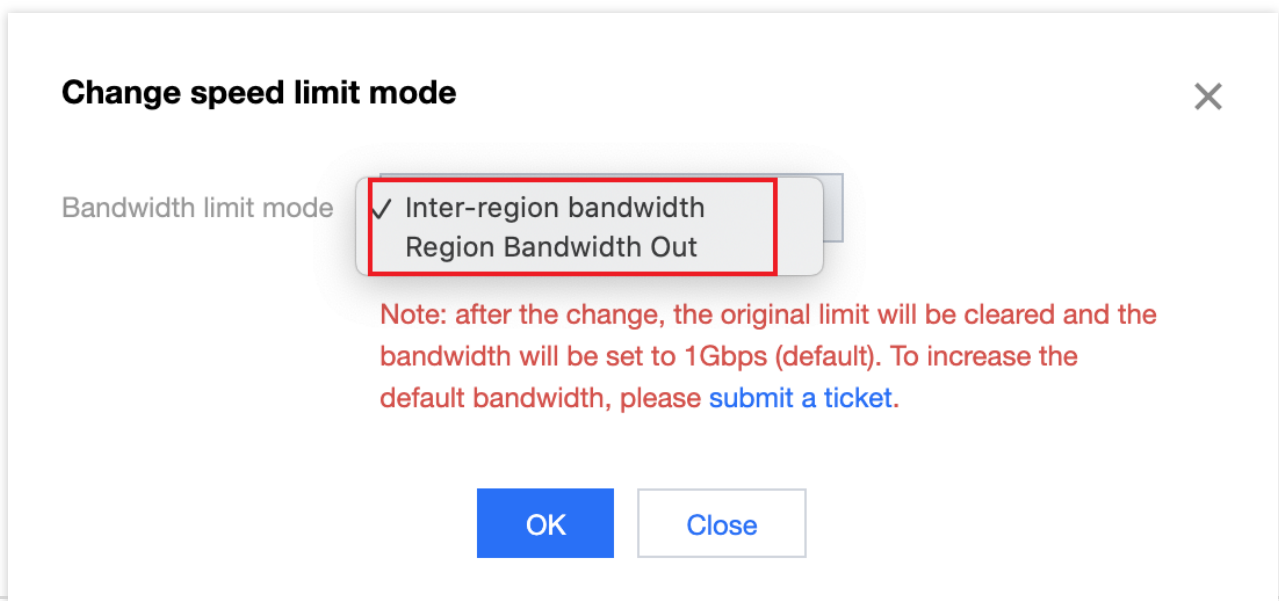 Change speed limit mode
Bandwidth limit mode
✓ Inter-region bandwidth
Region Bandwidth Out
Note: after the change, the original limit will be cleared and the
bandwidth will be set to 1Gbps (default). To increase the
default bandwidth, please submit a ticket.
OK
Close